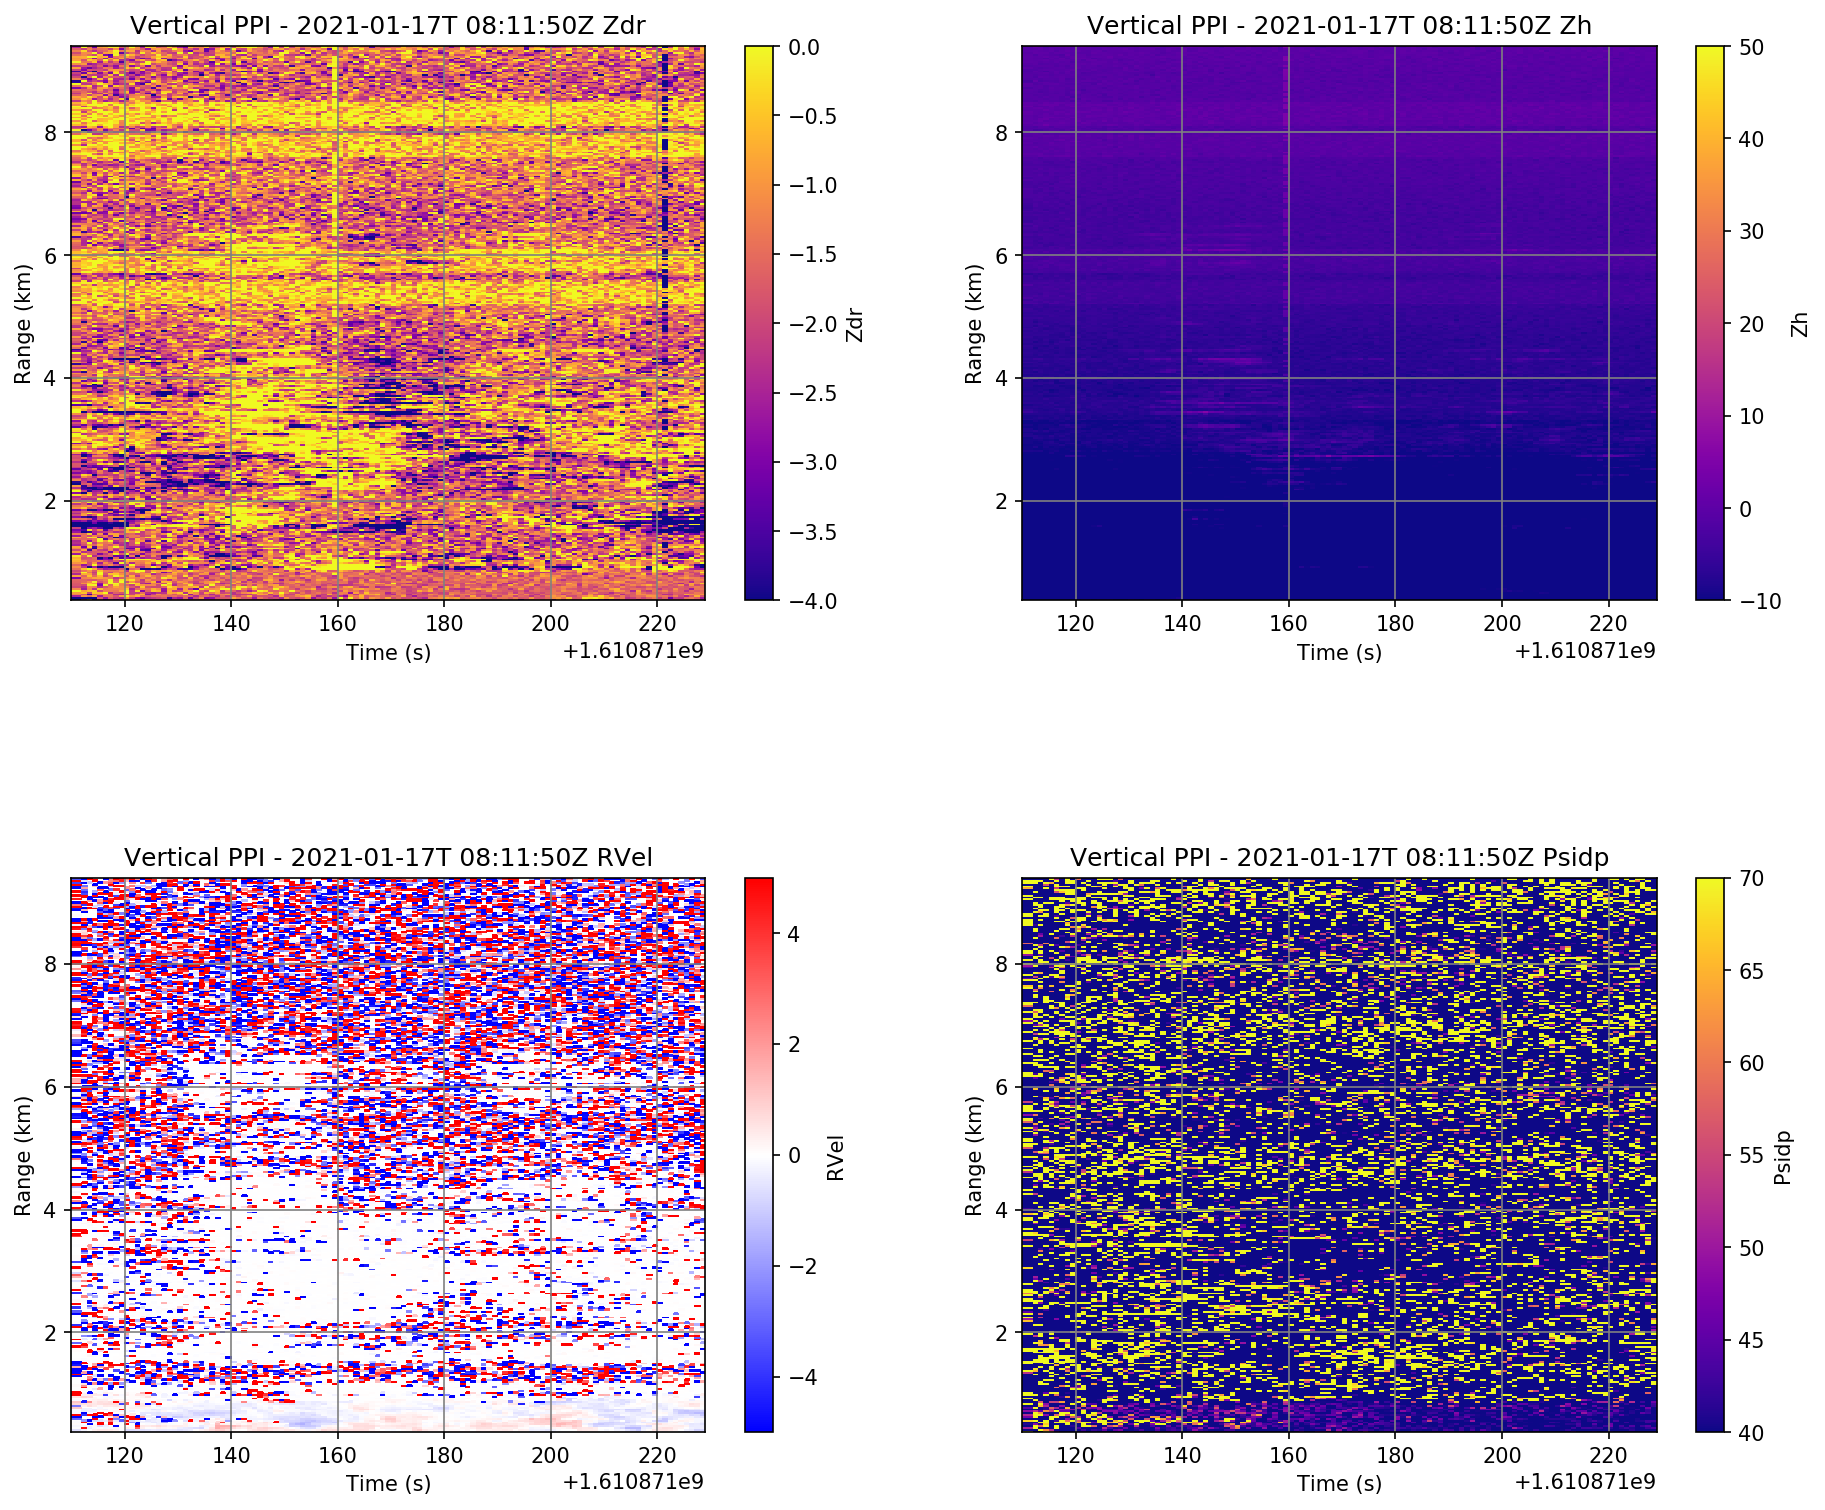 Vertical PPI - 2021-01-17T 08:11:50Z Zdr
Range (km)
8
6
4
2
120 140 160 180 200 220
Time (s)
+1.610871e9
0.0
−0.5
−1.0
−1.5
−2.0
−2.5
−3.0
−3.5
−4.0
Zdr
Vertical PPI - 2021-01-17T 08:11:50Z Zh
Range (km)
8
6
4
2
120 140 160 180 200 220
Time (s)
+1.610871e9
50
40
30
20
10
0
−10
Zh
Vertical PPI - 2021-01-17T 08:11:50Z RVel
Range (km)
8
6
4
2
120 140 160 180 200 220
Time (s)
+1.610871e9
4
2
0
−2
−4
RVel
Vertical PPI - 2021-01-17T 08:11:50Z Psidp
Range (km)
8
6
4
2
120 140 160 180 200 220
Time (s)
+1.610871e9
70
65
60
55
50
45
40
Psidp